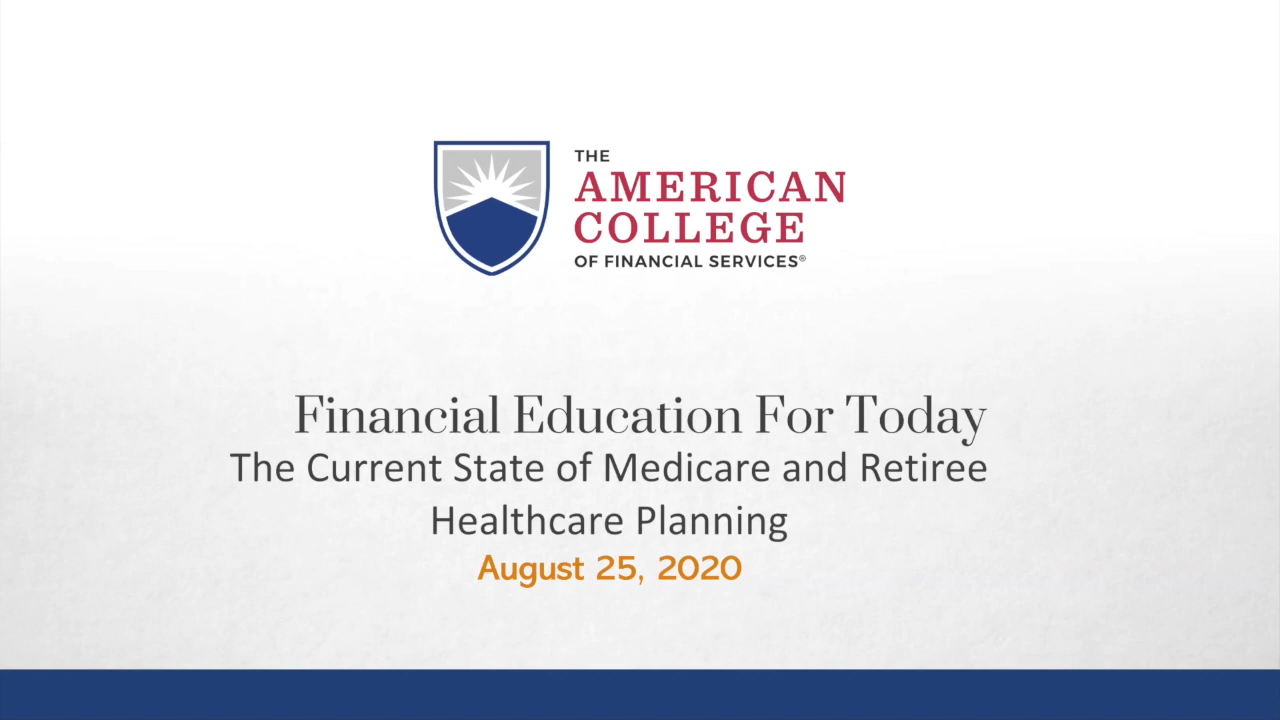 THE
AMERICAN
COLLEGE
OF FINANCIAL SERVICES®
Financial Education For Today
The Current State of Medicare and Retiree
Healthcare Planning
August 25, 2020